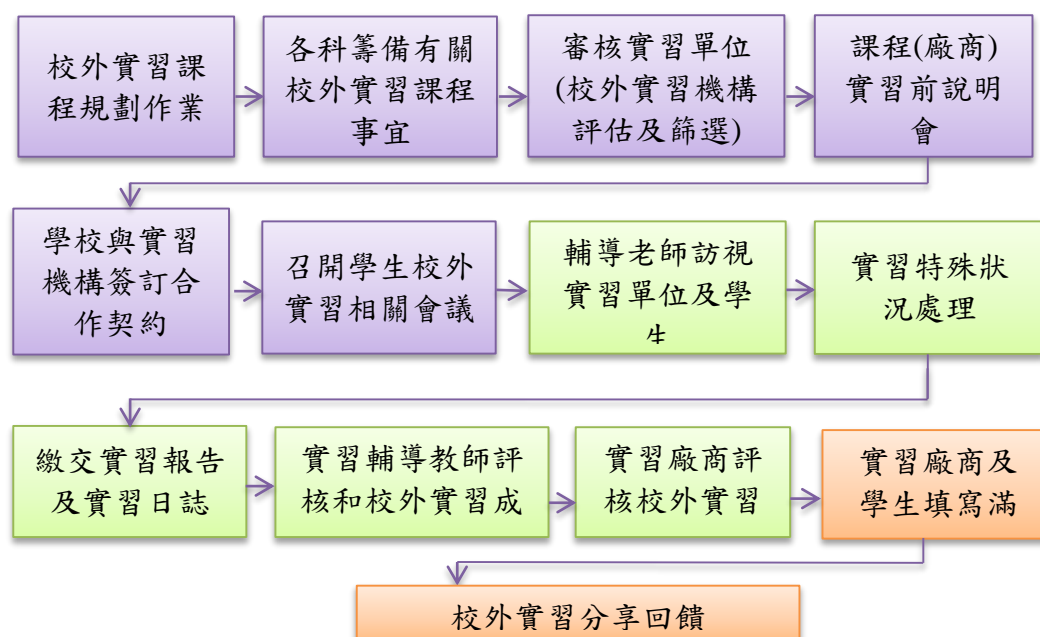 校外實習課
程規劃作業
各科籌備有關
校外實習課程
事宜
審核實習單位
(校外實習機構
評估及篩選)
課程(廠商)
實習前說明
會
學校與實習
機構簽訂合
作契約
召開學生校外
實習相關會議
輔導老師訪視
實習單位及學
生
實習特殊狀
況處理
繳交實習報告
及實習日誌
實習輔導教師評
核和校外實習成
實習廠商評
核校外實習
實習廠商及
學生填寫滿
校外實習分享回饋